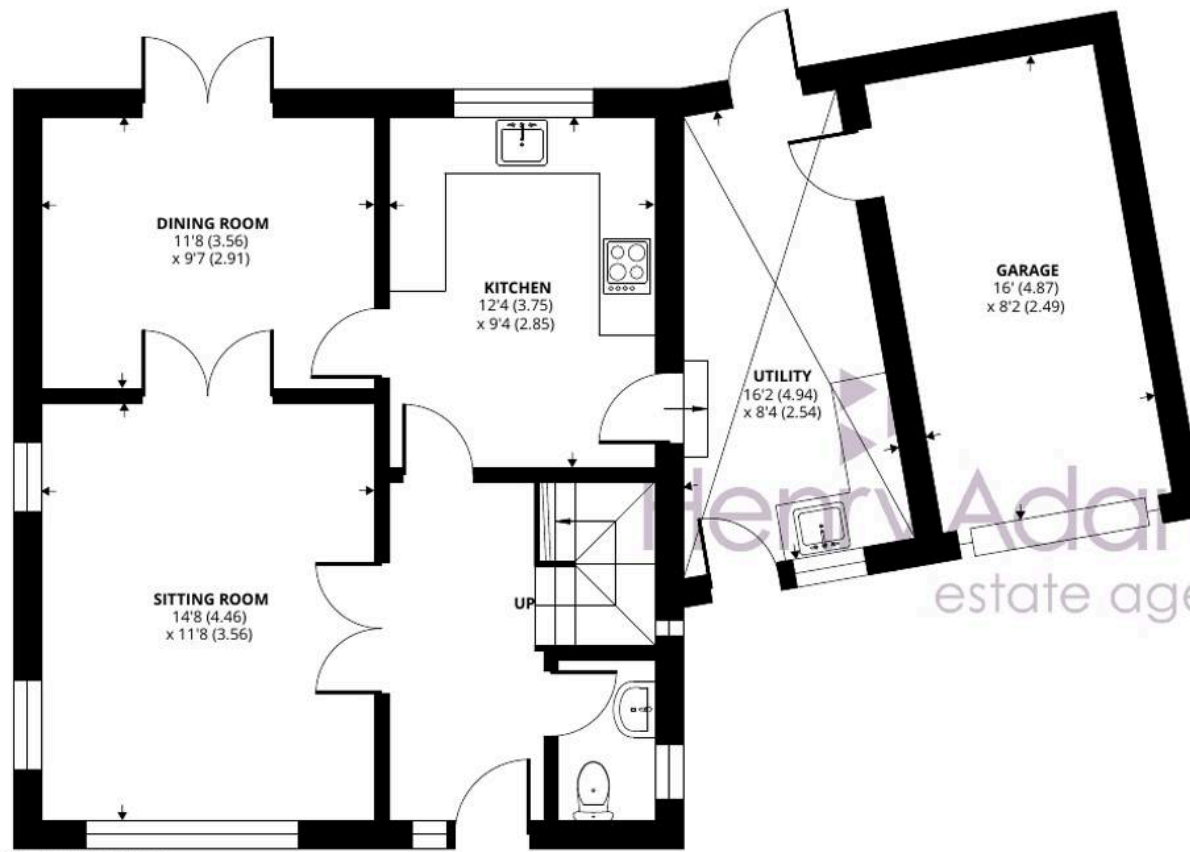 DINING ROOM
11'8 (3.56)
x 9'7 (2.91)
KITCHEN
12'4 (3.75)
x 9'4 (2.85)
GARAGE
16' (4.87)
x 8'2 (2.49)
UTILITY
16'2 (4.94)
x 8'4 (2.54)
SITTING ROOM
14'8 (4.46)
x 11'8 (3.56)
UP
Henry Adam
estate age